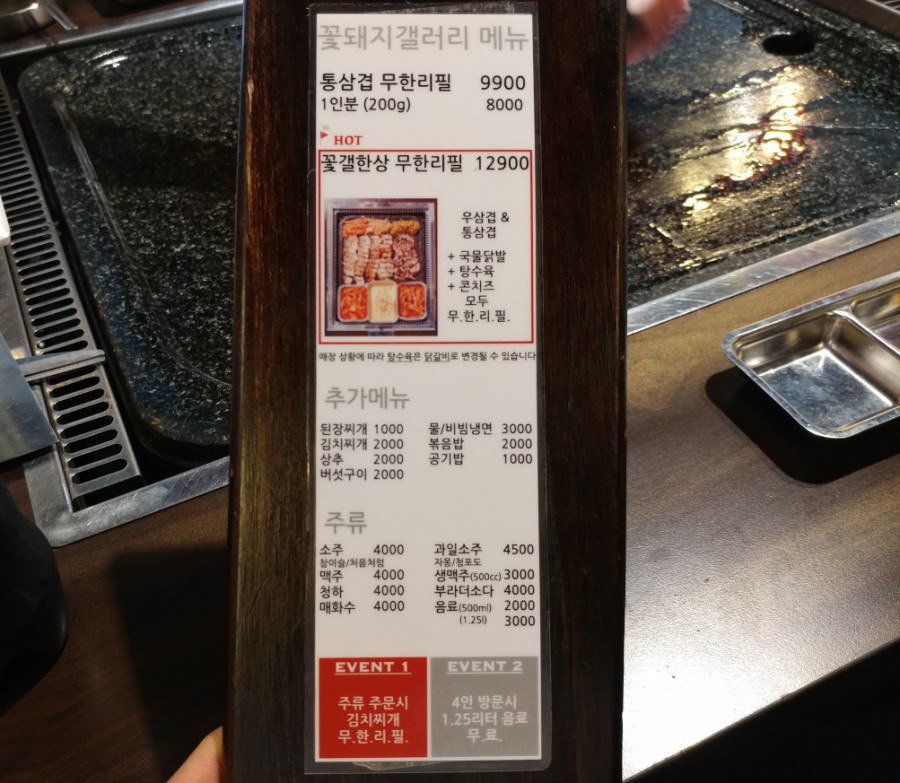 꽃돼지갤러리 메뉴
통삼겹 무한리필 9900
1인분 (200g) 8000
HOT
꽃갤한상 무한리필 12900
우삼겹 &
통삼겹
+ 국물닭발
+ 탕수육
+ 콘치즈
모두
무.한.리.필.
매장 상황에 따라 탕수육은 닭갈비로 변경될 수 있습니다
추가메뉴
된장찌개 1000 물/비빔냉면 3000
김치찌개 2000 볶음밥 2000
상추 2000 공기밥 1000
버섯구이 2000
주류
소주 4000 과일소주 4500
참이슬/처음처럼 자몽/청포도
맥주 4000 생맥주(500cc) 3000
청하 4000 부라더소다 4000
매화수 4000 음료(500ml) 2000
(1.25l) 3000
EVENT 1
주류 주문시
김치찌개
무.한.리.필.
EVENT 2
4인 방문시
1.25리터 음료
무.료.